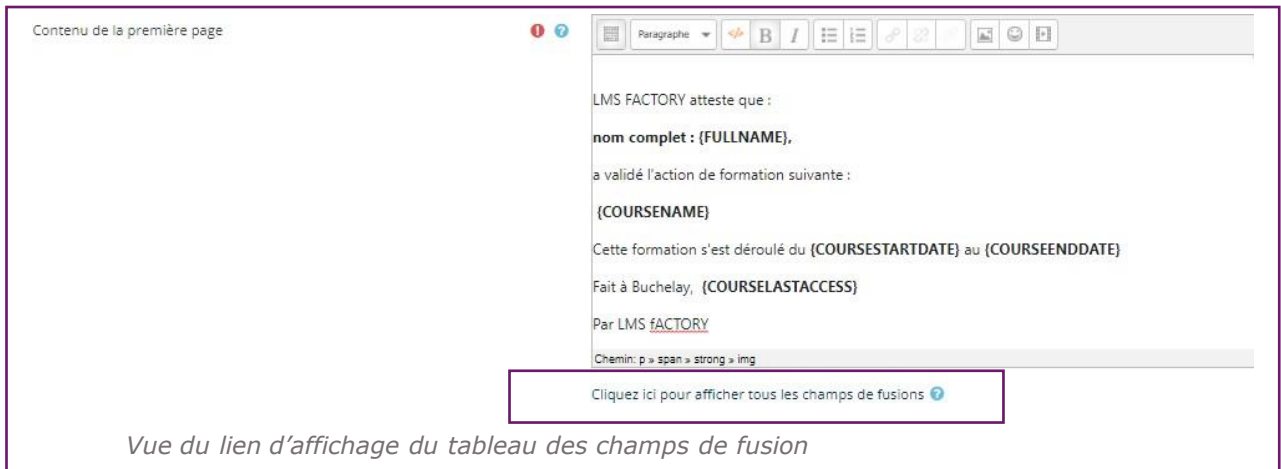 Contenu de la première page
Paragraphe
LMS FACTORY atteste que :
nom complet : {FULLNAME},
a validé l'action de formation suivante :
{COURSENAME}
Cette formation s'est déroulé du {COURSESTARTDATE} au {COURSEENDDATE}
Fait à Buchelay, {COURSELASTACCESS}
Par LMS fACTORY
Chemin: p » span » strong » img
Cliquez ici pour afficher tous les champs de fusions
Vue du lien d’affichage du tableau des champs de fusion